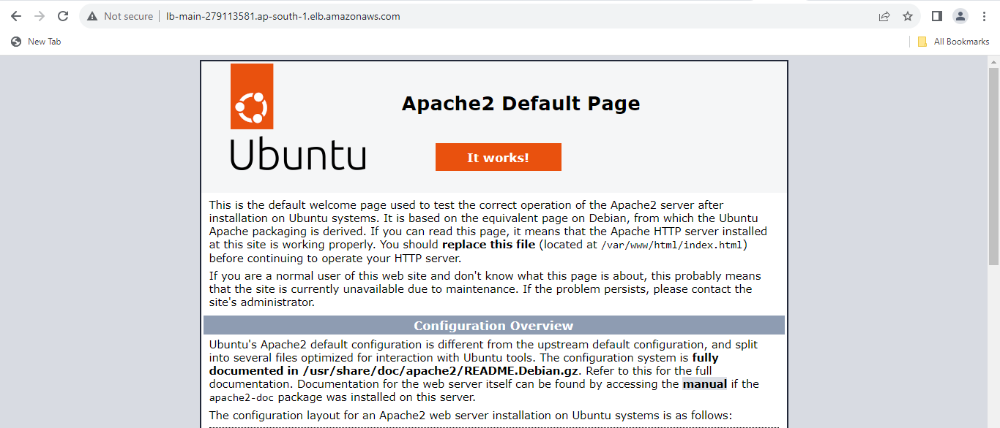 Not secure lb-main-279113581.ap-south-1.elb.amazonaws.com
New Tab
All Bookmarks
Apache2 Default Page
Ubuntu
It works!
This is the default welcome page used to test the correct operation of the Apache2 server after
installation on Ubuntu systems. It is based on the equivalent page on Debian, from which the Ubuntu
Apache packaging is derived. If you can read this page, it means that the Apache HTTP server installed
at this site is working properly. You should replace this file (located at /var/www/html/index.html)
before continuing to operate your HTTP server.
If you are a normal user of this web site and don't know what this page is about, this probably means
that the site is currently unavailable due to maintenance. If the problem persists, please contact the
site's administrator.
Configuration Overview
Ubuntu's Apache2 default configuration is different from the upstream default configuration, and split
into several files optimized for interaction with Ubuntu tools. The configuration system is fully
documented in /usr/share/doc/apache2/README.Debian.gz. Refer to this for the full
documentation. Documentation for the web server itself can be found by accessing the manual if the
apache2-doc package was installed on this server.
The configuration layout for an Apache2 web server installation on Ubuntu systems is as follows: